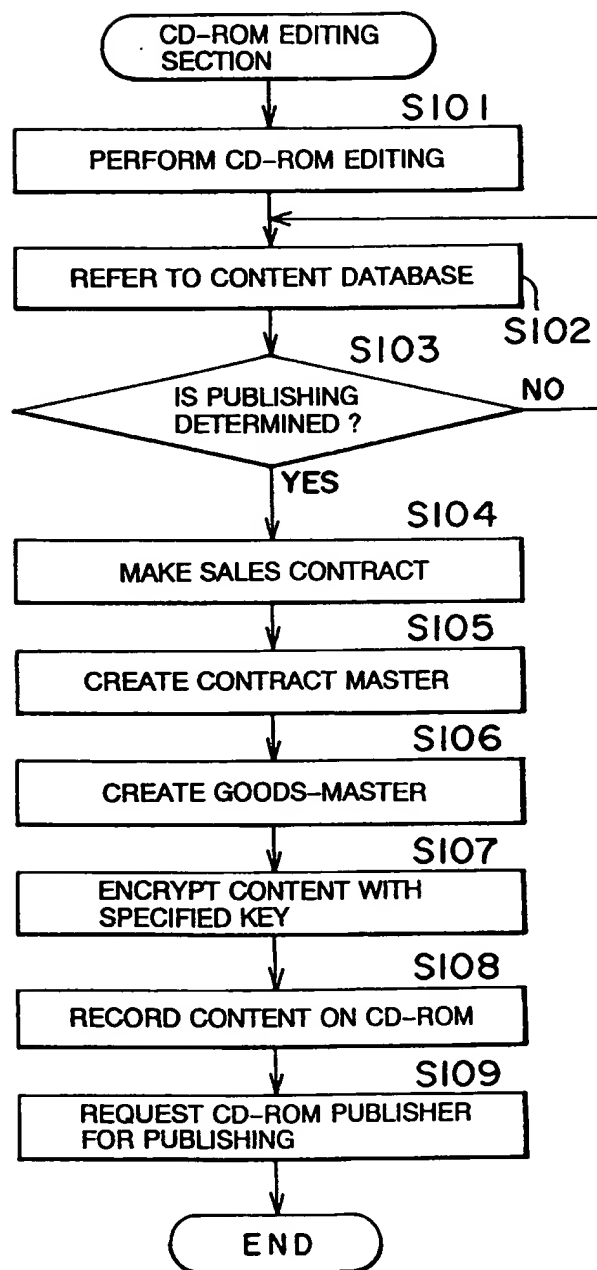 CD-ROM EDITING
SECTION
S101
PERFORM CD-ROM EDITING
REFER TO CONTENT DATABASE
S102
S103
IS PUBLISHING
DETERMINED ?
NO
YES
S104
MAKE SALES CONTRACT
S105
CREATE CONTRACT MASTER
S106
CREATE GOODS-MASTER
S107
ENCRYPT CONTENT WITH
SPECIFIED KEY
S108
RECORD CONTENT ON CD-ROM
S109
REQUEST CD-ROM PUBLISHER
FOR PUBLISHING
END